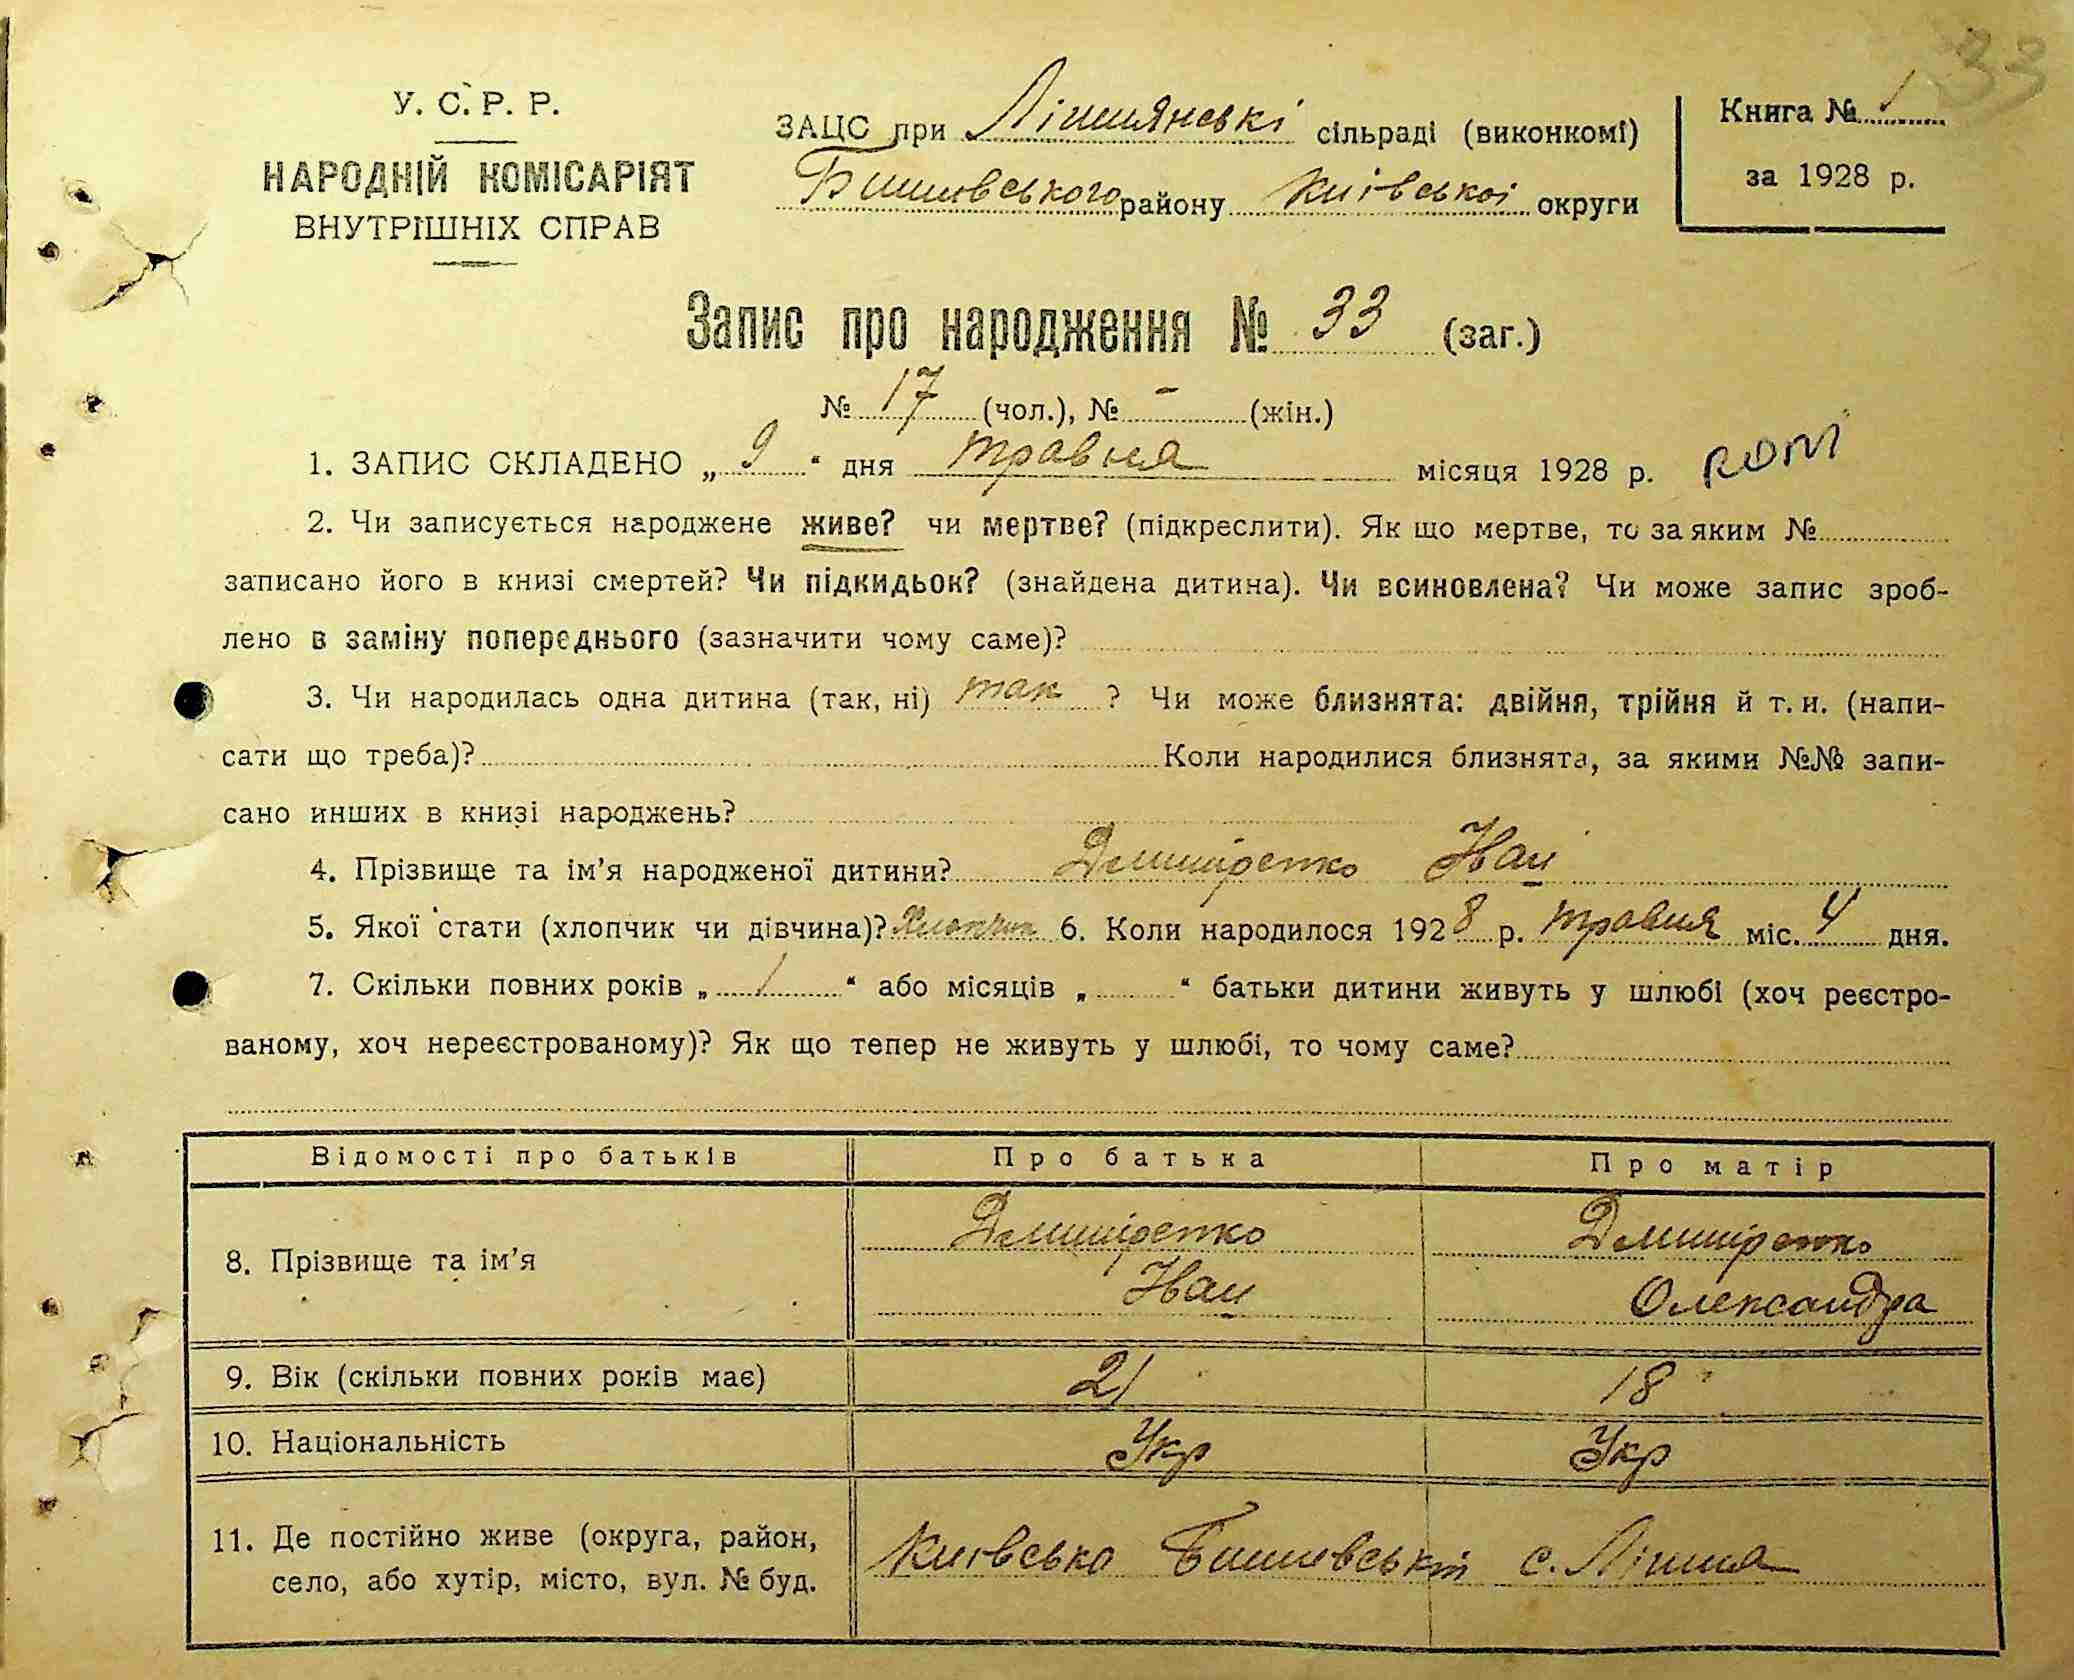 33
У. С. Р. Р.
НАРОДНІЙ КОМІСАРІЯТ
ВНУТРІШНІХ СПРАВ
ЗАЦС при Ліпнянські сільраді (виконкомі)
Бишівського району Київської округи
Книга № 1
за 1928 р.
Запис про народження № 33 (заг.)
№ 17 (чол.), № - (жін.)
1. ЗАПИС СКЛАДЕНО „ 9 “ дня травня місяця 1928 р.
2. Чи записується народжене живе? чи мертве? (підкреслити). Як що мертве, то за яким №
записано його в книзі смертей? Чи підкидьок? (знайдена дитина). Чи всиновлена? Чи може запис зроб-
лено в заміну попереднього (зазначити чому саме)?
3. Чи народилась одна дитина (так, ні) так ? Чи може близнята: двійня, трійня й т. и. (напи-
сати що треба)? Коли народилися близнята, за якими №№ запи-
сано инших в книзі народжень?
4. Прізвище та ім’я народженої дитини? Демиденко Іван
5. Якої стати (хлопчик чи дівчина)? Хлопчик 6. Коли народилося 1928 р. травня міс. 4 дня.
7. Скільки повних років „ 1 “ або місяців „ “ батьки дитини живуть у шлюбі (хоч реєстро-
ваному, хоч нереєстрованому)? Як що тепер не живуть у шлюбі, то чому саме?
Відомості про батьків Про батька Про матір
8. Прізвище та ім’я
Іван Олександра
9. Вік (скільки повних років має) 21 18
10. Національність Укр Укр
11. Де постійно живе (округа, район,
село, або хутір, місто, вул. № буд.
Київсько Бишівський с.